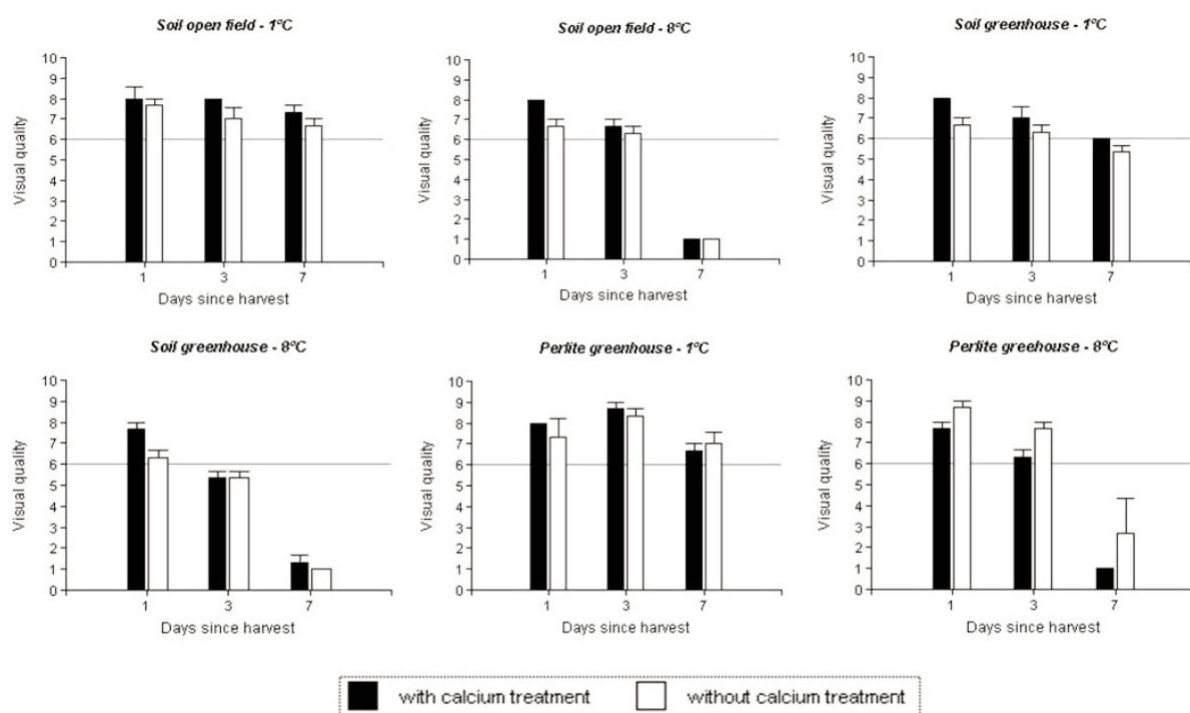 Soil open field - 1°C
Visual quality
10
9
8
7
6
5
4
3
2
1
0
1 3 7
Days since harvest
Soil open field - 8°C
Visual quality
10
9
8
7
6
5
4
3
2
1
0
1 3 7
Days since harvest
Soil greenhouse - 1°C
Visual quality
10
9
8
7
6
5
4
3
2
1
0
1 3 7
Days since harvest
Soil greenhouse - 8°C
Visual quality
10
9
8
7
6
5
4
3
2
1
0
1 3 7
Days since harvest
Perlite greenhouse - 1°C
Visual quality
10
9
8
7
6
5
4
3
2
1
0
1 3 7
Days since harvest
Perlite greehouse - 8°C
Visual quality
10
9
8
7
6
5
4
3
2
1
0
1 3 7
Days since harvest
with calcium treatment
without calcium treatment